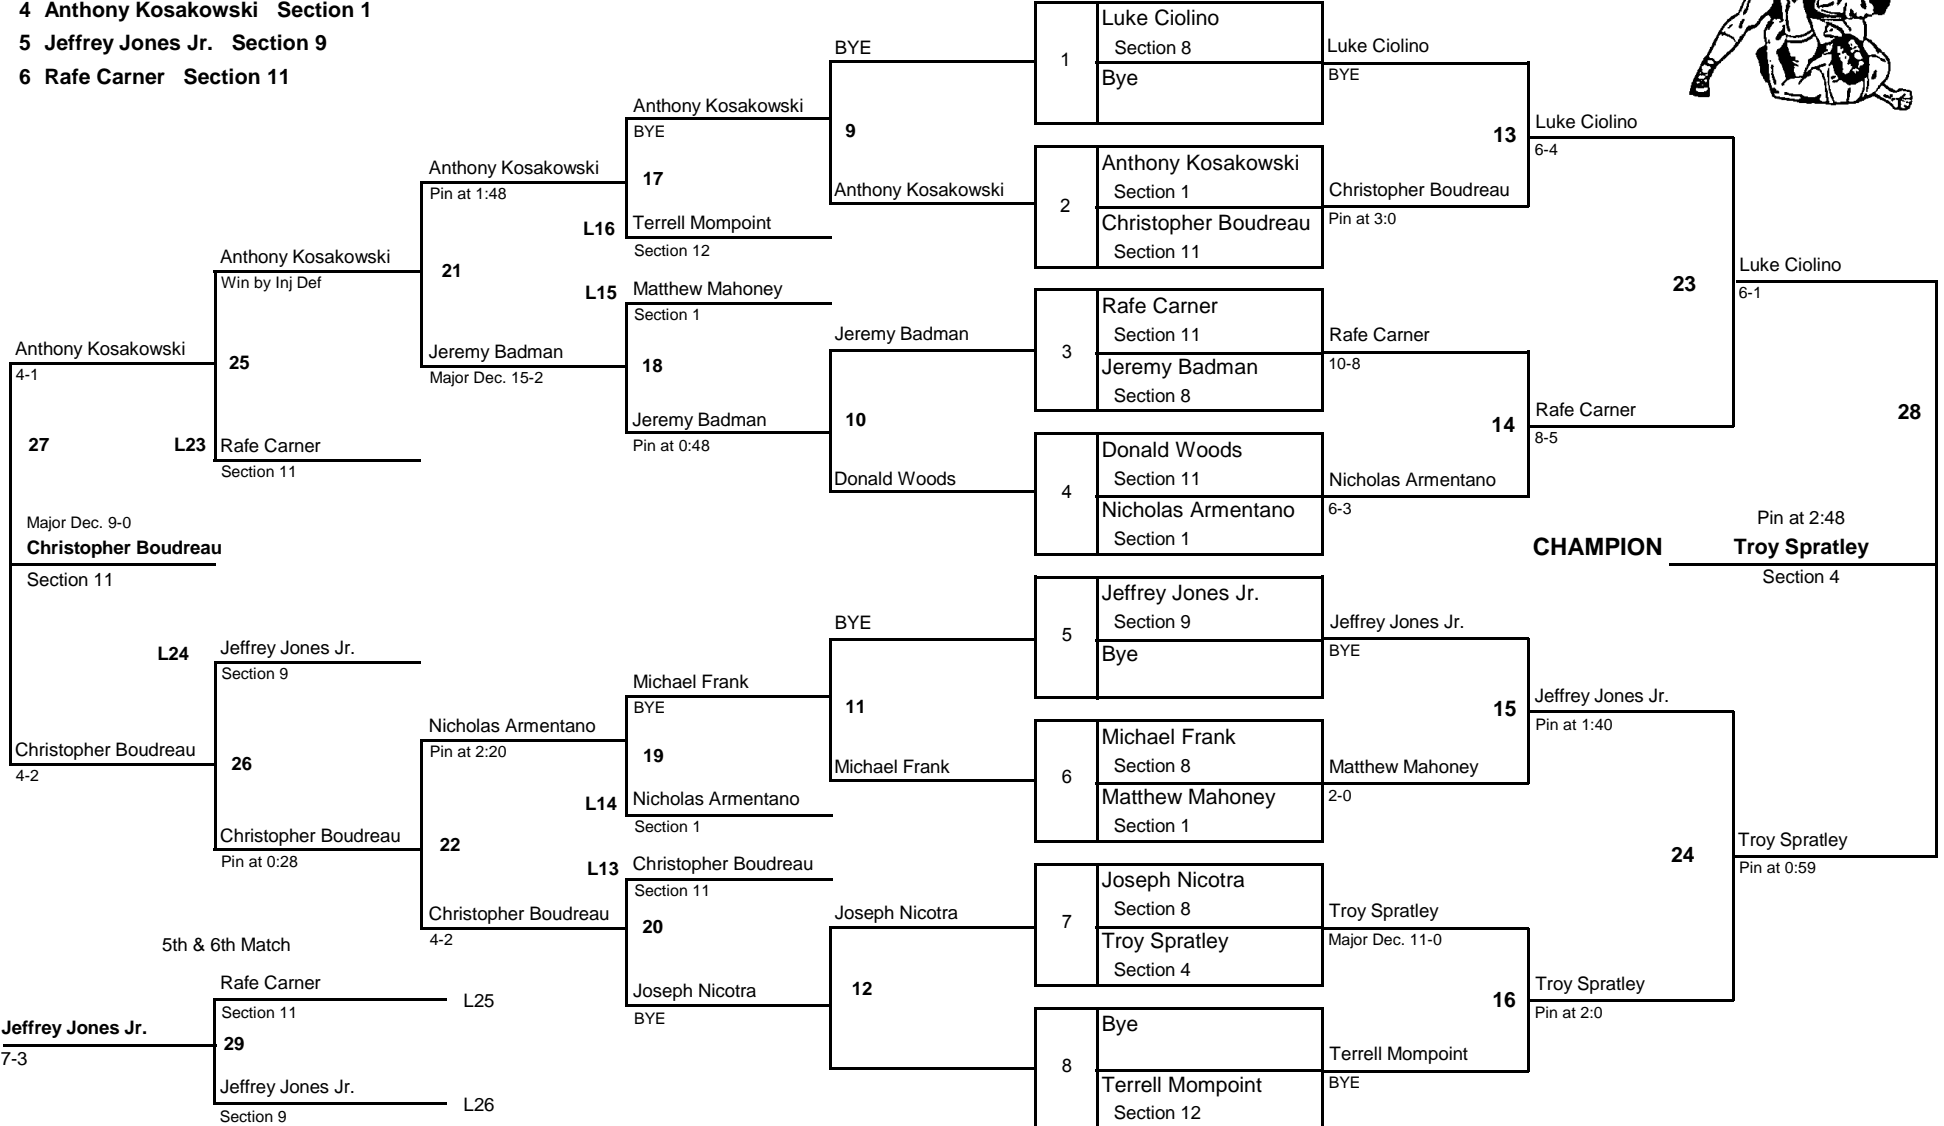 4 Anthony Kosakowski Section 1
5 Jeffrey Jones Jr. Section 9
6 Rafe Carner Section 11
BYE
9
Anthony Kosakowski
Anthony Kosakowski
BYE
17
L16 Terrell Mompoint
Section 12
Anthony Kosakowski
Pin at 1:48
21
L15 Matthew Mahoney
Section 1
18
Jeremy Badman
Pin at 0:48
Jeremy Badman
Major Dec. 15-2
Jeremy Badman
10
Donald Woods
Anthony Kosakowski
Win by Inj Def
25
L23 Rafe Carner
Section 11
Anthony Kosakowski
4-1
27
Major Dec. 9-0
Christopher Boudreau
Section 11
Christopher Boudreau
4-2
L24 Jeffrey Jones Jr.
Section 9
26
Christopher Boudreau
Pin at 0:28
Nicholas Armentano
Pin at 2:20
22
Christopher Boudreau
4-2
Michael Frank
BYE
19
L14 Nicholas Armentano
Section 1
L13 Christopher Boudreau
Section 11
20
Joseph Nicotra
BYE
BYE
11
Michael Frank
Joseph Nicotra
12
5th & 6th Match
Rafe Carner
Section 11
L25
Jeffrey Jones Jr.
7-3
29
Jeffrey Jones Jr.
Section 9
L26
1
Luke Ciolino
Section 8
Bye
2
Anthony Kosakowski
Section 1
Christopher Boudreau
Section 11
3
Rafe Carner
Section 11
Jeremy Badman
Section 8
4
Donald Woods
Section 11
Nicholas Armentano
Section 1
5
Jeffrey Jones Jr.
Section 9
Bye
6
Michael Frank
Section 8
Matthew Mahoney
Section 1
7
Joseph Nicotra
Section 8
Troy Spratley
Section 4
8
Bye
Terrell Mompoint
Section 12
Luke Ciolino
BYE
13
Christopher Boudreau
Pin at 3:0
Rafe Carner
10-8
14
Nicholas Armentano
6-3
Jeffrey Jones Jr.
BYE
15
Matthew Mahoney
2-0
Troy Spratley
Major Dec. 11-0
16
Terrell Mompoint
BYE
Luke Ciolino
6-4
23
Rafe Carner
8-5
Jeffrey Jones Jr.
Pin at 1:40
24
Troy Spratley
Pin at 2:0
Luke Ciolino
6-1
28
Pin at 2:48
CHAMPION Troy Spratley
Section 4
Troy Spratley
Pin at 0:59